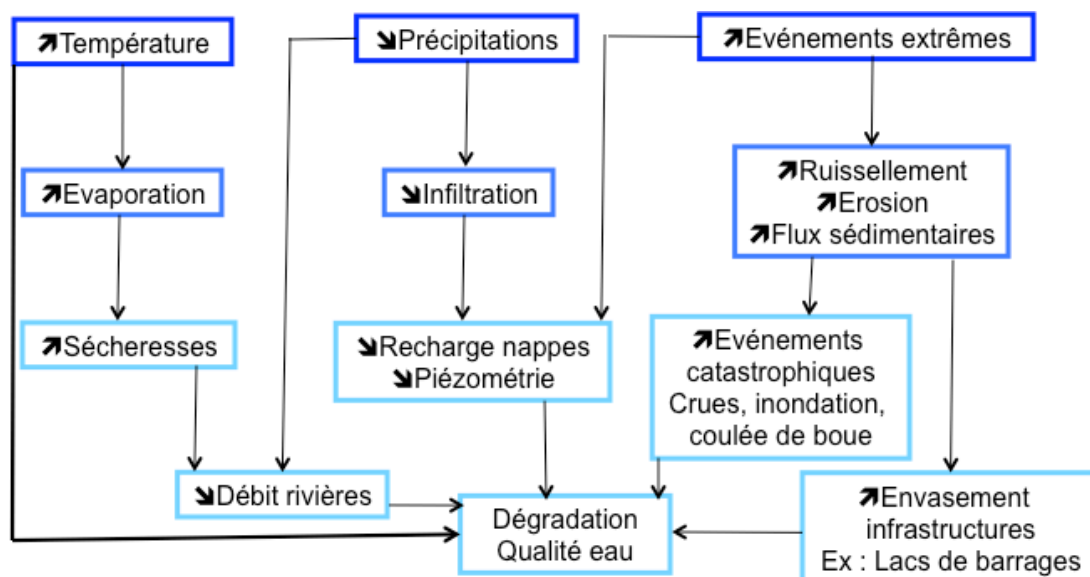 ↗Température
↘Précipitations
↗Evénements extrêmes
↗Evaporation
↘Infiltration
↗Ruissellement
↗Erosion
↗Flux sédimentaires
↗Sécheresses
↘Recharge nappes
↘Piézométrie
↗Evénements
catastrophiques
Crues, inondation,
coulée de boue
↘Débit rivières
Dégradation
Qualité eau
↗Envasement
infrastructures
Ex : Lacs de barrages